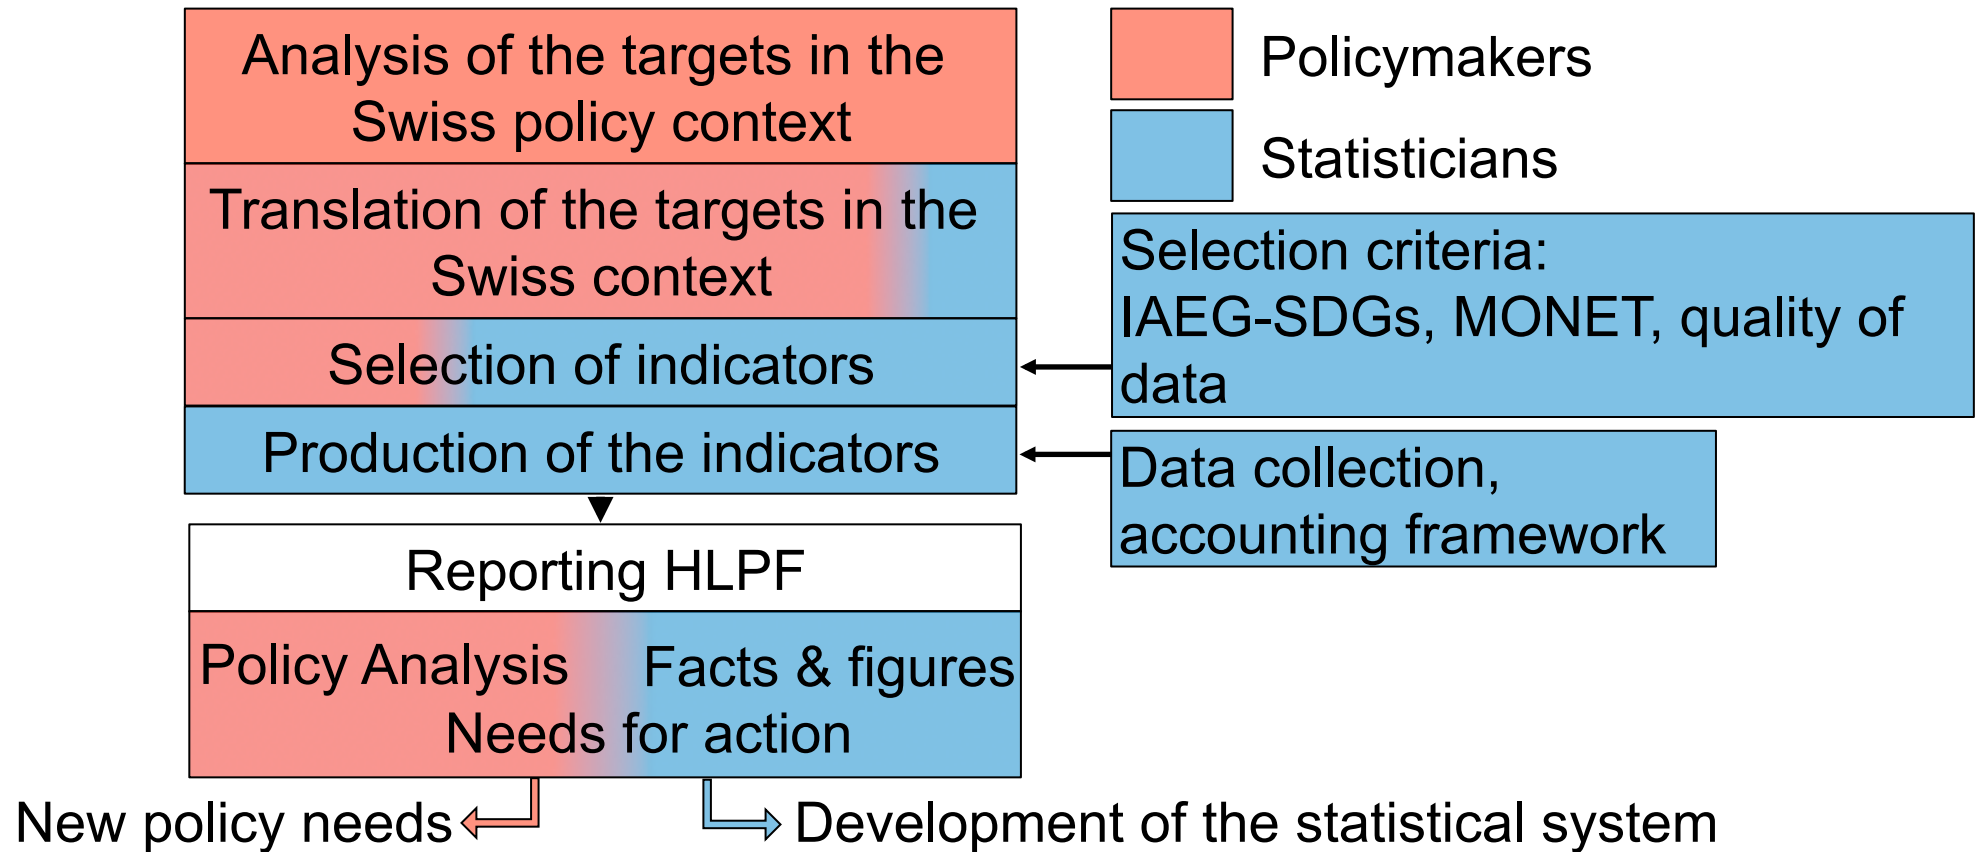 Analysis of the targets in the
Swiss policy context
Translation of the targets in the
Swiss context
Selection of indicators
Production of the indicators
Reporting HLPF
Policy Analysis
Facts & figures
Needs for action
New policy needs
Development of the statistical system
Policymakers
Statisticians
Selection criteria:
IAEG-SDGs, MONET, quality of
data
Data collection,
accounting framework